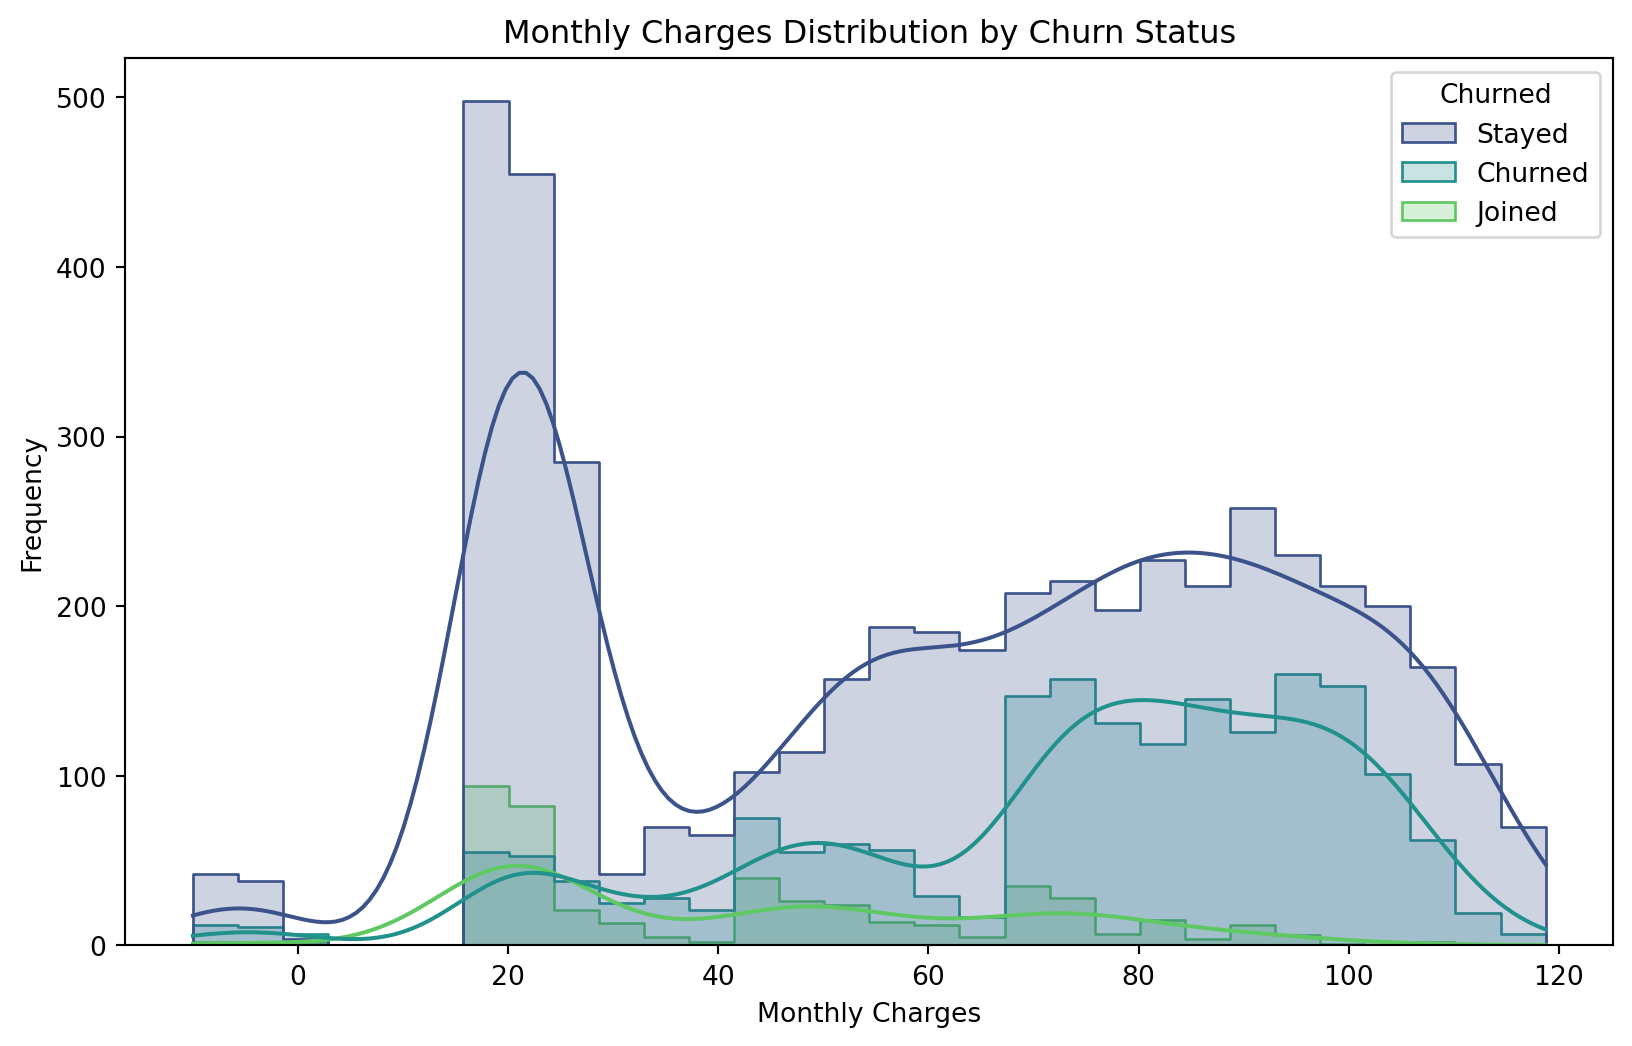 Monthly Charges Distribution by Churn Status
Frequency
500
400
300
200
100
0
Churned
Stayed
Churned
Joined
0 20 40 60 80 100 120
Monthly Charges